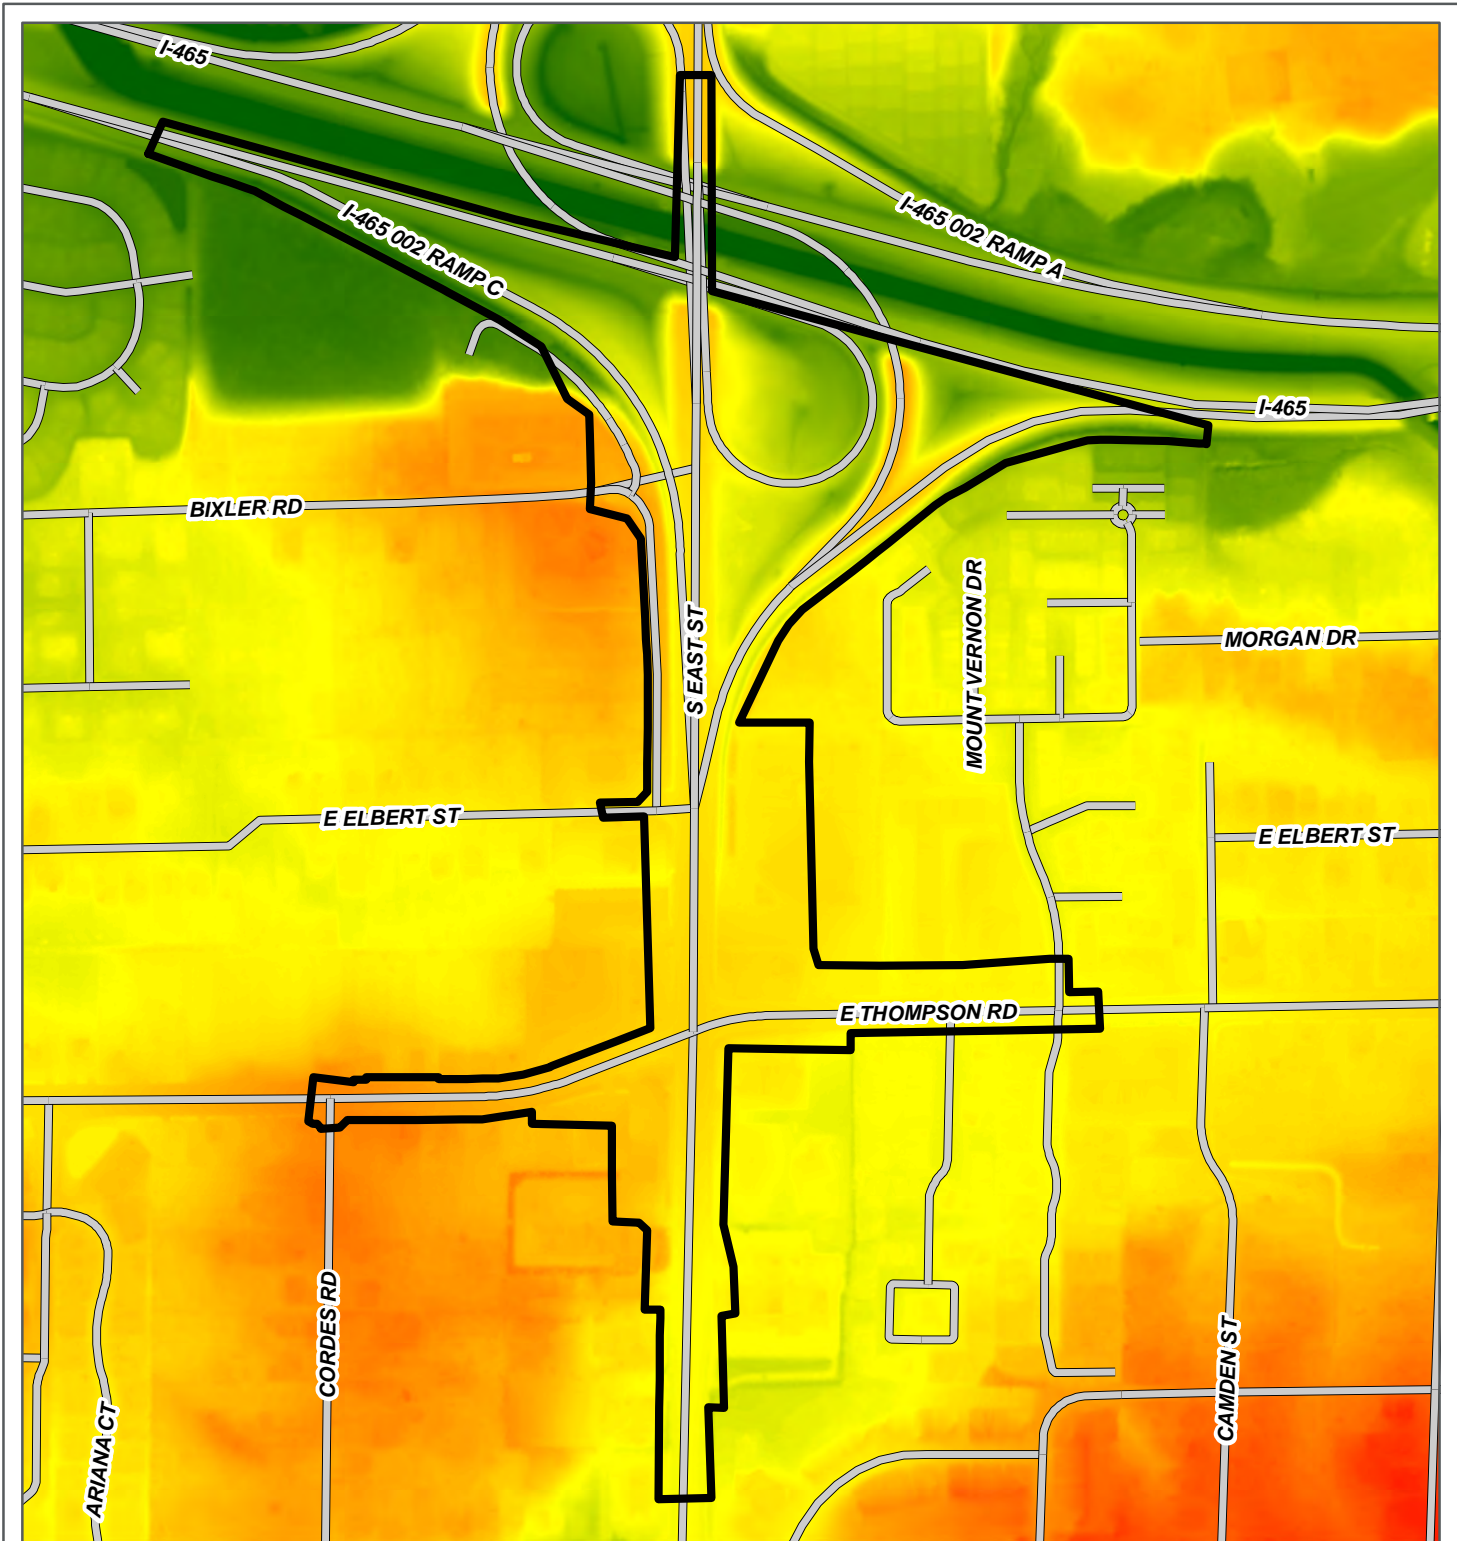 I-465
I-465 002 RAMP A
I-465 002 RAMP C
I-465
BIXLER RD
MOUNT VERNON DR
S EAST ST
MORGAN DR
E ELBERT ST
E ELBERT ST
E THOMPSON RD
CORDES RD
CAMDEN ST
ARIANA CT